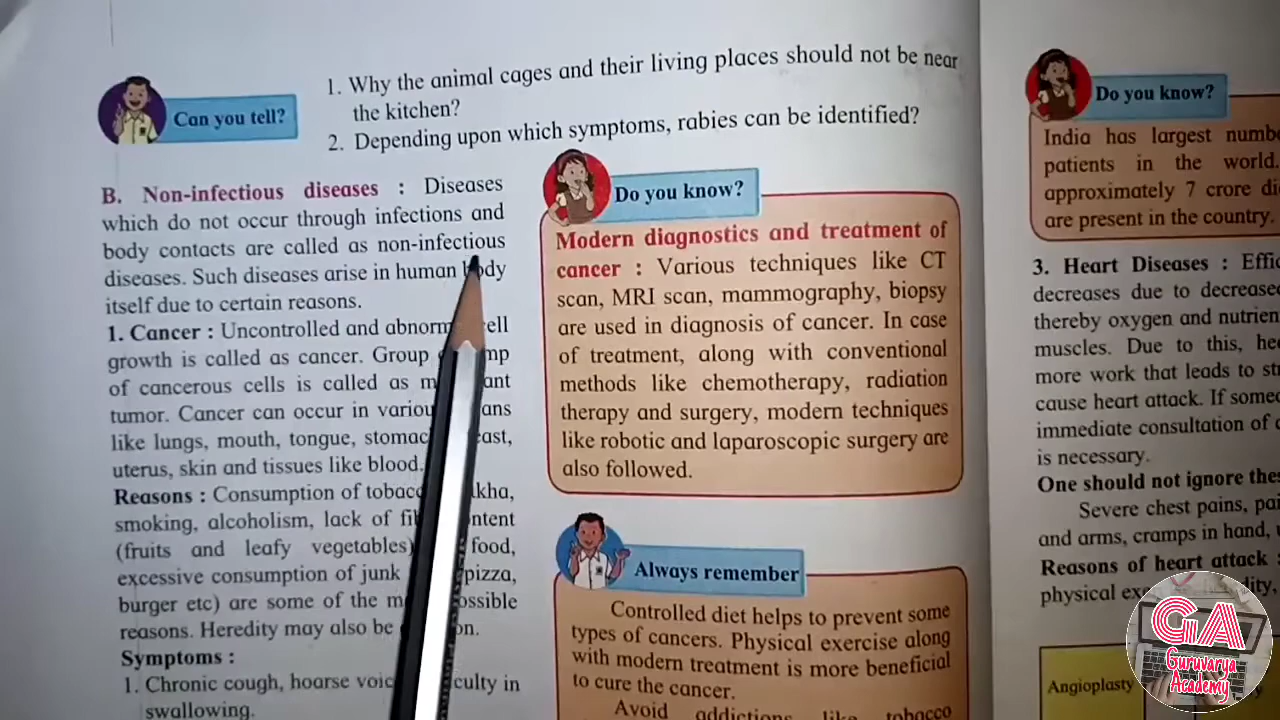 Can you tell?
1. Why the animal cages and their living places should not be near
the kitchen?
2. Depending upon which symptoms, rabies can be identified?
B. Non-infectious diseases : Diseases
which do not occur through infections and
body contacts are called as non-infectious
diseases. Such diseases arise in human body
itself due to certain reasons.
1. Cancer : Uncontrolled and cell
growth is called as cancer. Group
of cancerous cells is called as
tumor. Cancer can occur in
like lungs, mouth, tongue,
uterus, skin and tissues like blood.
Reasons : Consumption of
smoking, alcoholism, lack of
(fruits and leafy vegetables) food,
excessive consumption of junk pizza,
burger etc) are some of the
reasons. Heredity may also be
Symptoms :
1. Chronic cough, hoarse in
swallowing.
Do you know?
Modern diagnostics and treatment of
cancer : Various techniques like CT
scan, MRI scan, mammography, biopsy
are used in diagnosis of cancer. In case
of treatment, along with conventional
methods like chemotherapy, radiation
therapy and surgery, modern techniques
like robotic and laparoscopic surgery are
also followed.
Always remember
Controlled diet helps to prevent some
types of cancers. Physical exercise along
with modern treatment is more beneficial
to cure the cancer.
Avoid addictions like tobacco
Do you know?
India has largest
patients in the world.
approximately 7 crore
are present in the country.
3. Heart Diseases :
decreases due to
thereby oxygen and
muscles. Due to this,
more work that leads to
cause heart attack. If
immediate consultation of
is necessary.
One should not ignore
Severe chest pains,
and arms, cramps in hand,
Reasons of heart attack :
physical
Angioplasty
GA
Guruvarya
Academy